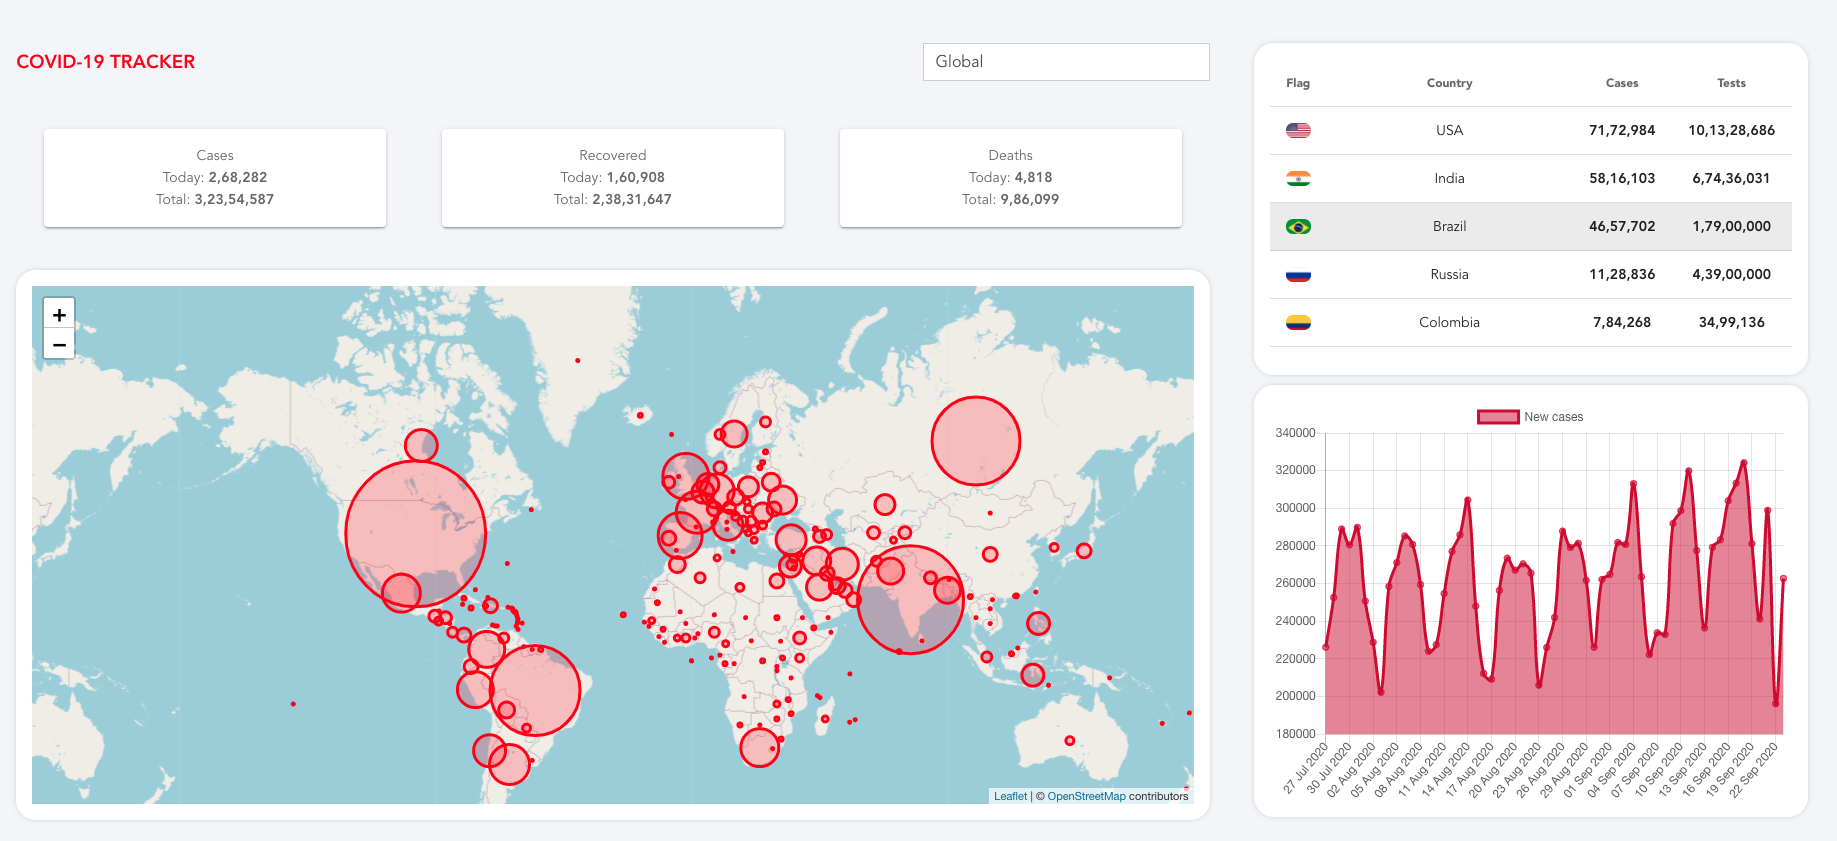 COVID-19 TRACKER
Global
Cases
Today: 2,68,282
Total: 3,23,54,587
Recovered
Today: 1,60,908
Total: 2,38,31,647
Deaths
Today: 4,818
Total: 9,86,099
+
−
Leaflet | © OpenStreetMap contributors
Flag Country Cases Tests
USA 71,72,984 10,13,28,686
India 58,16,103 6,74,36,031
Brazil 46,57,702 1,79,00,000
Russia 11,28,836 4,39,00,000
Colombia 7,84,268 34,99,136
New cases
340000
320000
300000
280000
260000
240000
220000
200000
180000
27 Jul 2020
30 Jul 2020
02 Aug 2020
05 Aug 2020
08 Aug 2020
11 Aug 2020
14 Aug 2020
17 Aug 2020
20 Aug 2020
23 Aug 2020
26 Aug 2020
29 Aug 2020
01 Sep 2020
04 Sep 2020
07 Sep 2020
10 Sep 2020
13 Sep 2020
16 Sep 2020
19 Sep 2020
22 Sep 2020